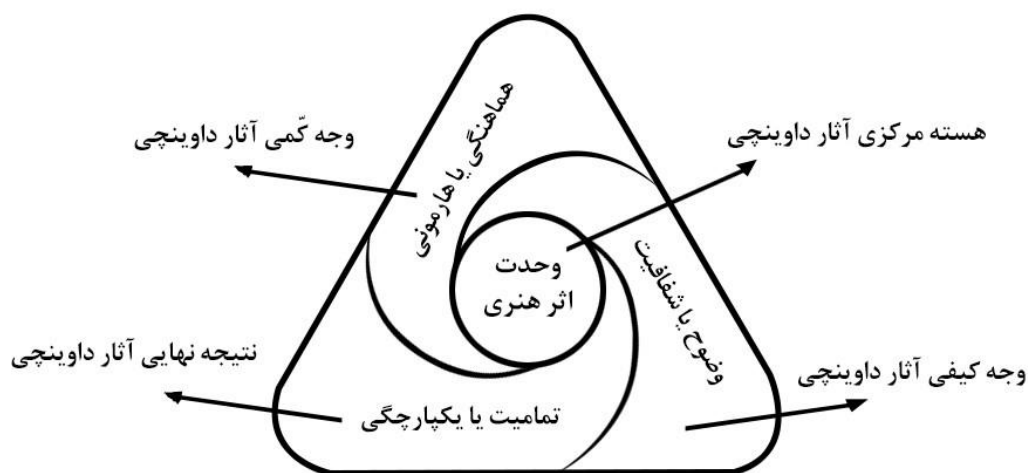 هماهنگی یا هارمونی
وجه کّمی آثار داوینچی
هسته مرکزی آثار داوینچی
وحدت
اثر هنری
وضوح یا شفافیت
نتیجه نهایی آثار داوینچی
وجه کیفی آثار داوینچی
تمامیت یا یکپارچگی